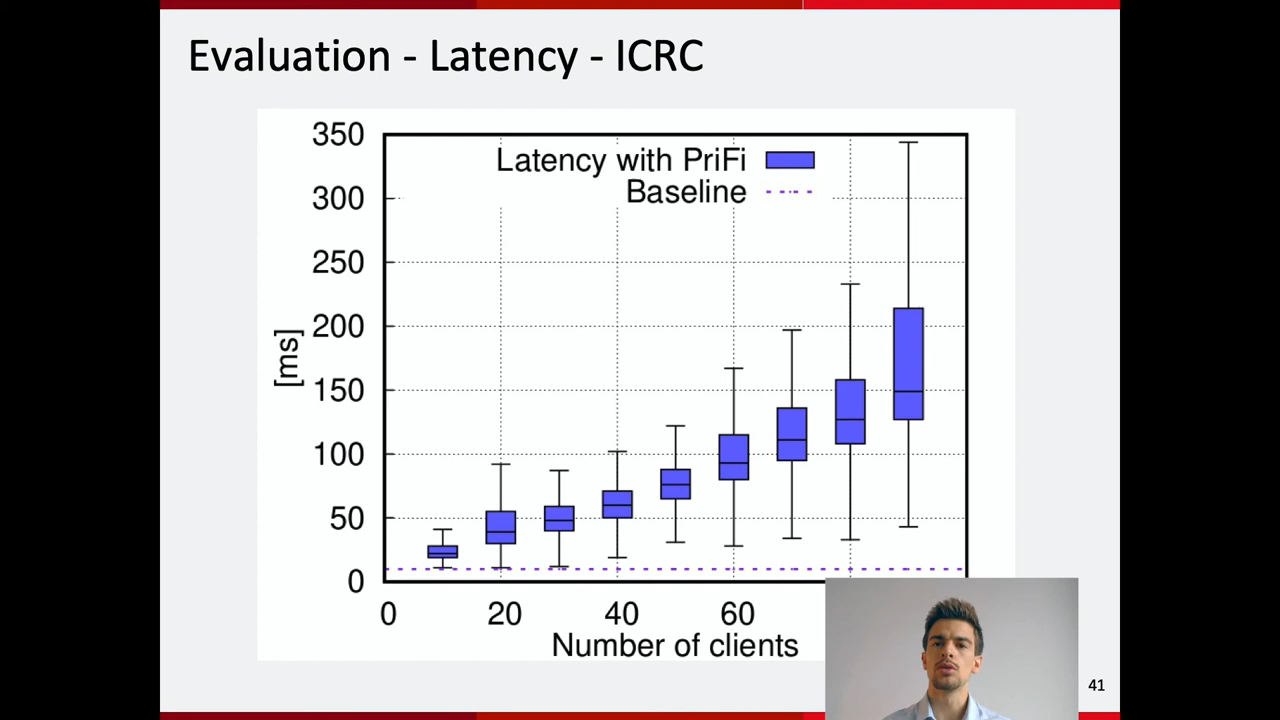 Evaluation - Latency - ICRC
350
300
250
200
150
100
50
0
[ms]
Latency with PriFi
Baseline
0 20 40 60
Number of clients
41